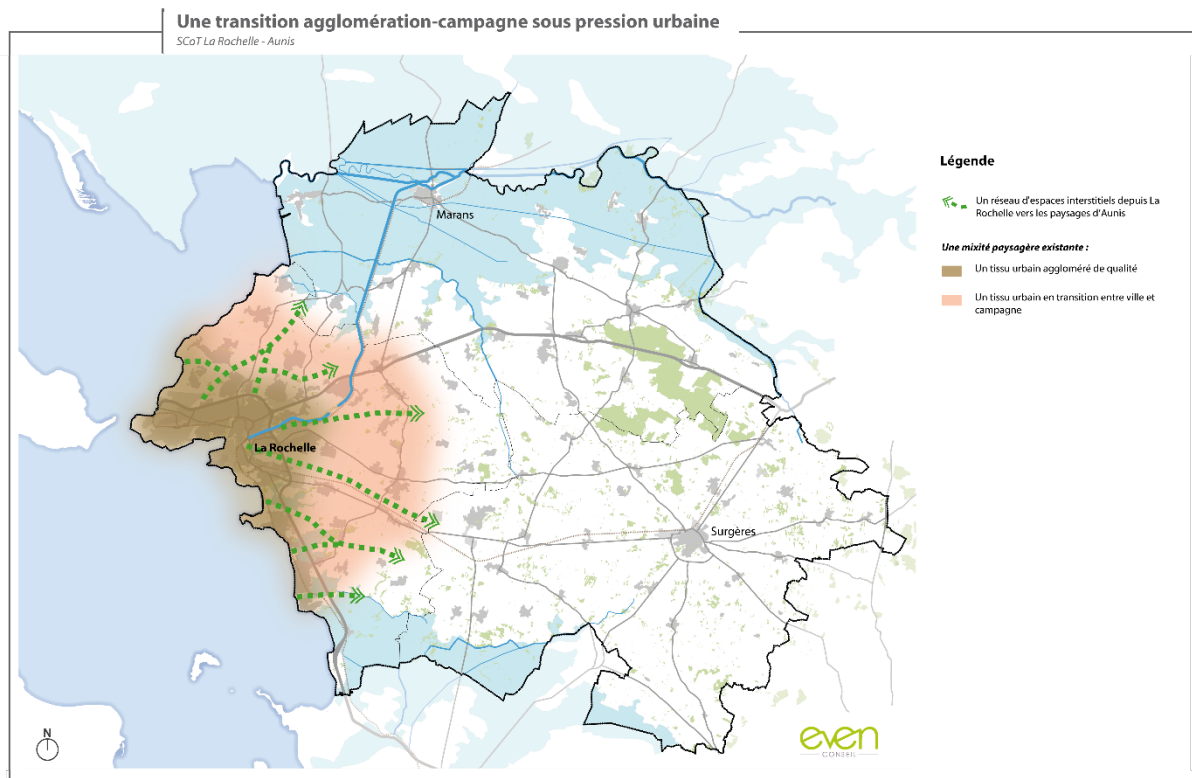 Une transition agglomération-campagne sous pression urbaine
SCoT La Rochelle - Aunis
Légende
Un réseau d'espaces interstitiels depuis La
Rochelle vers les paysages d'Aunis
Une mixité paysagère existante :
Un tissu urbain aggloméré de qualité
Un tissu urbain en transition entre ville et
campagne
Marans
La Rochelle
Surgères
N
even
CONSEIL